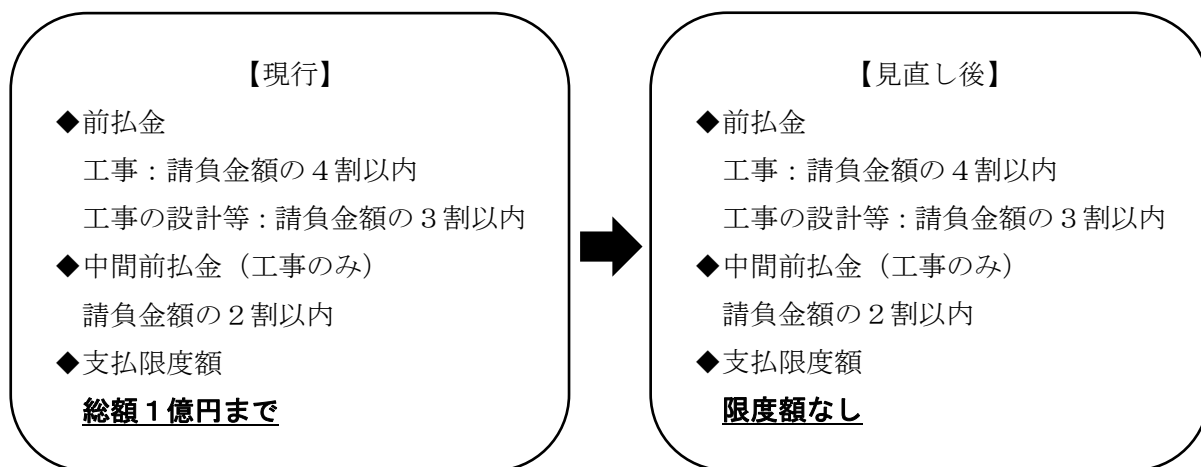 【現行】
◆前払金
工事：請負金額の４割以内
工事の設計等：請負金額の３割以内
◆中間前払金（工事のみ）
請負金額の２割以内
◆支払限度額
総額１億円まで
【見直し後】
◆前払金
工事：請負金額の４割以内
工事の設計等：請負金額の３割以内
◆中間前払金（工事のみ）
請負金額の２割以内
◆支払限度額
限度額なし